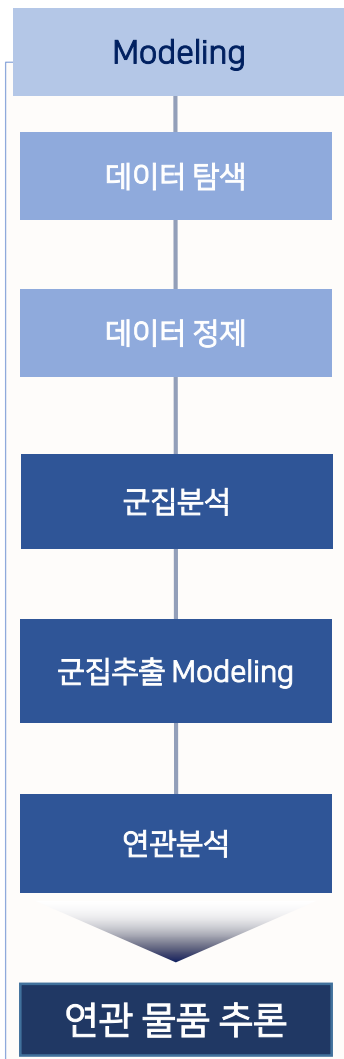 Modeling
데이터 탐색
데이터 정제
군집분석
군집추출 Modeling
연관분석
연관 물품 추론